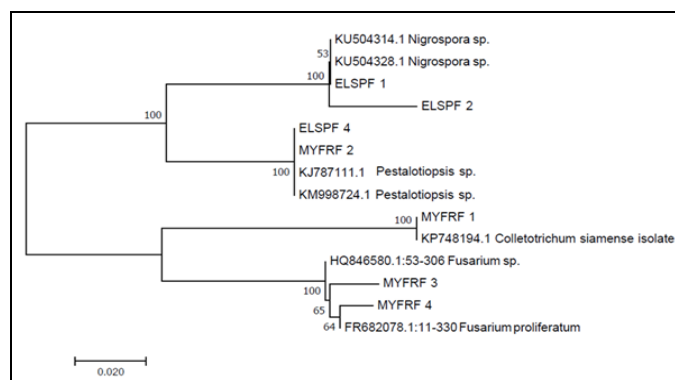 KU504314.1 Nigrospora sp.
53
KU504328.1 Nigrospora sp.
100
ELSPF 1
ELSPF 2
100
ELSPF 4
MYFRF 2
100
KJ787111.1 Pestalotiopsis sp.
KM998724.1 Pestalotiopsis sp.
100
MYFRF 1
KP748194.1 Colletotrichum siamense isolate
HQ846580.1:53-306 Fusarium sp.
100
MYFRF 3
65
MYFRF 4
64
FR682078.1:11-330 Fusarium proliferatum
0.020